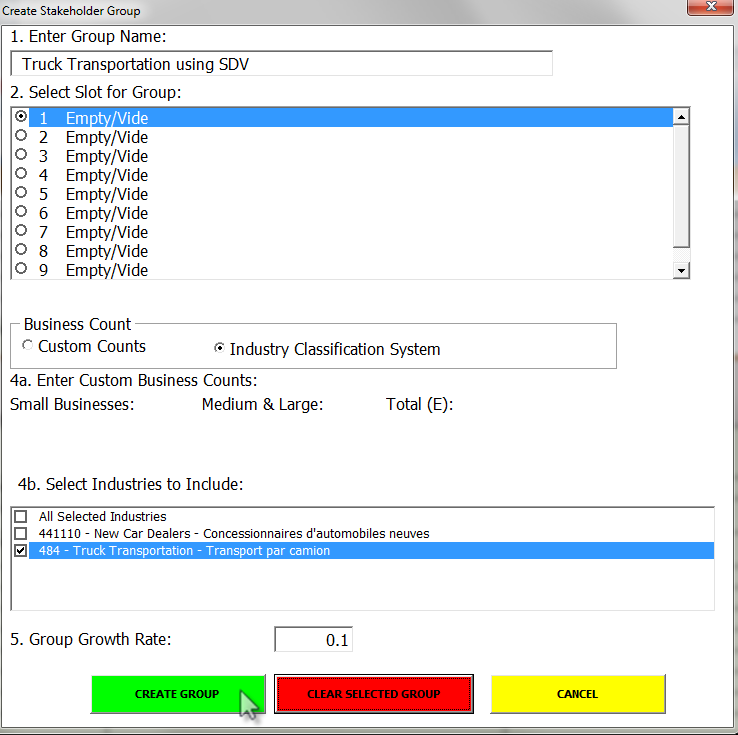 Create Stakeholder Group
1. Enter Group Name:
Truck Transportation using SDV
2. Select Slot for Group:
1 Empty/Vide
2 Empty/Vide
3 Empty/Vide
4 Empty/Vide
5 Empty/Vide
6 Empty/Vide
7 Empty/Vide
8 Empty/Vide
9 Empty/Vide
Business Count
Custom Counts Industry Classification System
4a. Enter Custom Business Counts:
Small Businesses: Medium & Large: Total (E):
4b. Select Industries to Include:
All Selected Industries
441110 - New Car Dealers - Concessionnaires d'automobiles neuves
484 - Truck Transportation - Transport par camion
5. Group Growth Rate: 0.1
CREATE GROUP CLEAR SELECTED GROUP CANCEL